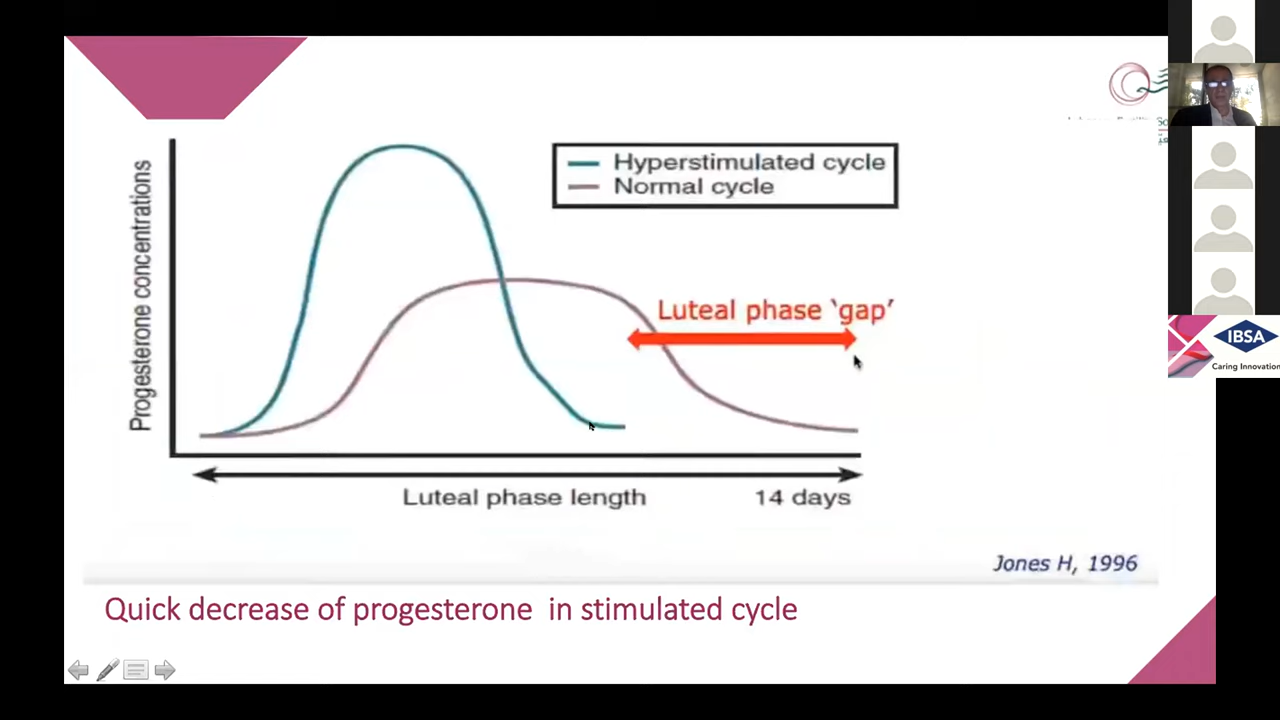 Progesterone concentrations
Hyperstimulated cycle
Normal cycle
Luteal phase 'gap'
Luteal phase length
14 days
Jones H, 1996
Quick decrease of progesterone in stimulated cycle
IBSA
Caring Innovation